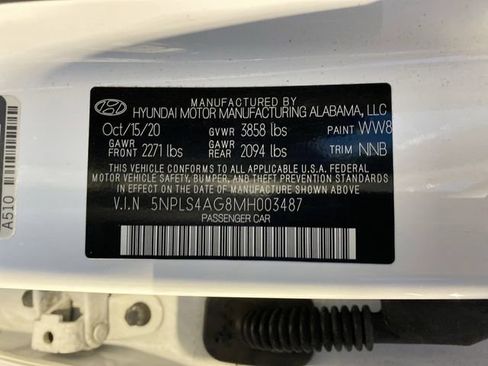 MANUFACTURED BY
HYUNDAI MOTOR MANUFACTURING ALABAMA, LLC
Oct/15/20 GVWR 3858 lbs PAINT WW8
GAWR FRONT 2271 lbs GAWR REAR 2094 lbs TRIM NNB
THIS VEHICLE CONFORMS TO ALL APPLICABLE U.S.A. FEDERAL
MOTOR VEHICLE SAFETY, BUMPER, AND THEFT PREVENTION STANDARDS
IN EFFECT ON THE DATE OF MANUFACTURE SHOWN ABOVE.
V.I.N 5NPLS4AG8MH003487
PASSENGER CAR
A510